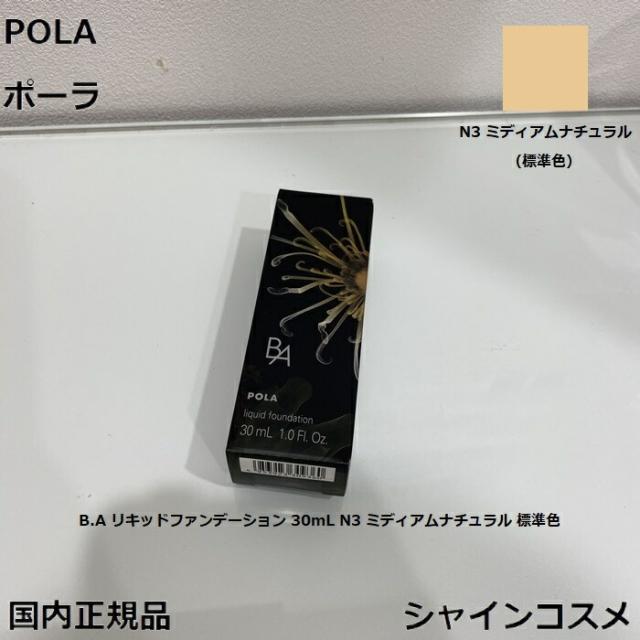 POLA
ポーラ
N3 ミディアムナチュラル
(標準色)
BA
POLA
liquid foundation
30 mL 1.0 Fl. Oz.
B.A リキッドファンデーション 30mL N3 ミディアムナチュラル 標準色
国内正規品
シャインコスメ